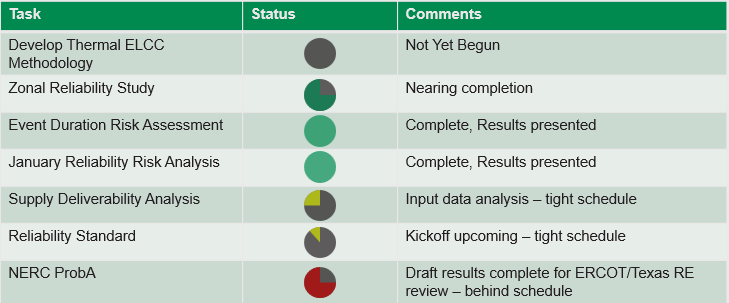 Task Status Comments
Develop Thermal ELCC Not Yet Begun
Methodology
Zonal Reliability Study Nearing completion
Event Duration Risk Assessment Complete, Results presented
January Reliability Risk Analysis Complete, Results presented
Supply Deliverability Analysis Input data analysis – tight schedule
Reliability Standard Kickoff upcoming – tight schedule
NERC ProbA Draft results complete for ERCOT/Texas RE
review – behind schedule